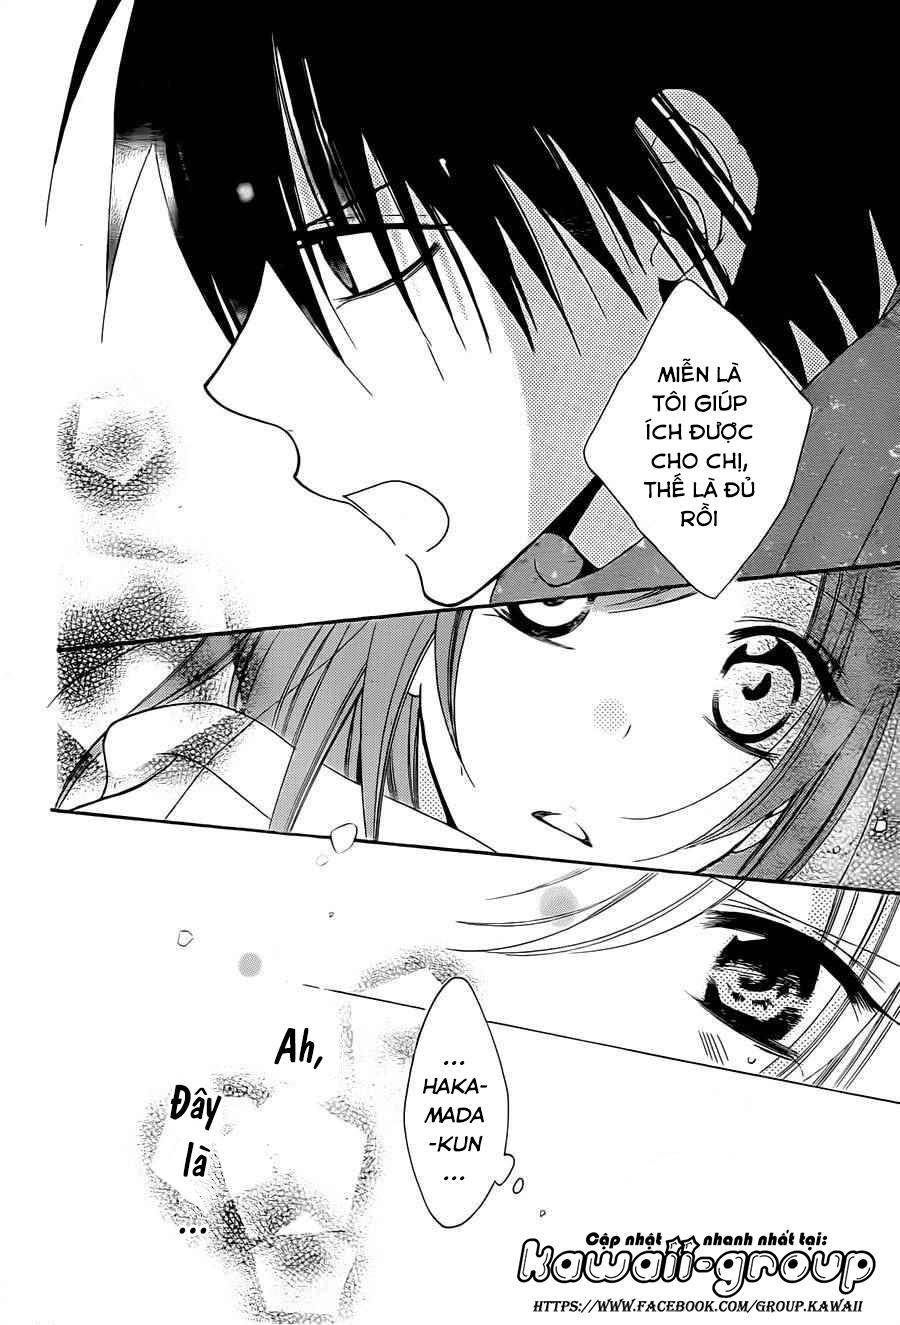 MIỄN LÀ
TÔI GIÚP
ÍCH ĐƯỢC
CHO CHỊ,
THẾ LÀ ĐỦ
RỒI
...
HAKA-
MADA
-KUN
...
Ah,
Đây
là
...
Cập nhật nhanh nhất tại:
kawaii-group
HTTPS://WWW.FACEBOOK.COM/GROUP.KAWAII